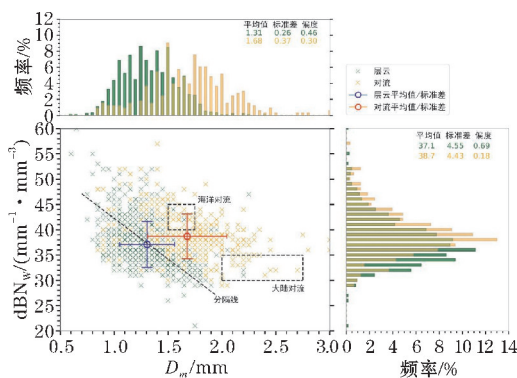 频率/%
12
10
8
6
4
2
0
平均值 标准差 偏度
1.31 0.26 0.46
1.68 0.37 0.30
层云
对流
层云平均值/标准差
对流平均值/标准差
dBN_w/(mm⁻¹·mm⁻³)
60
55
50
45
40
35
30
25
20
海洋对流
大陆对流
分隔线
0.5 1.0 1.5 2.0 2.5 3.0
D_m/mm
平均值 标准差 偏度
37.1 4.55 0.69
38.7 4.43 0.18
0 2 4 6 8 10 12 14
频率/%